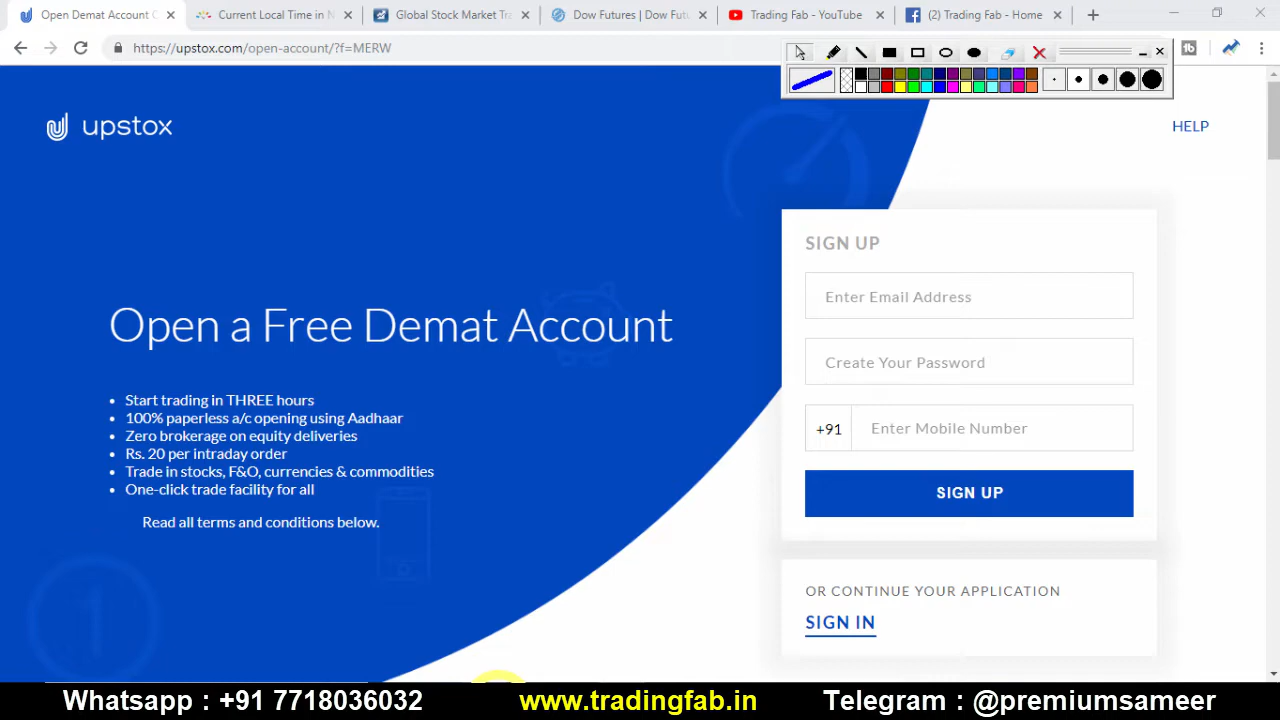 Open Demat Account
Current Local Time in N
Global Stock Market Tra
Dow Futures | Dow Futu
Trading Fab - YouTube
(2) Trading Fab - Home
https://upstox.com/open-account/?f=MERW
upstox
HELP
Open a Free Demat Account
• Start trading in THREE hours
• 100% paperless a/c opening using Aadhaar
• Zero brokerage on equity deliveries
• Rs. 20 per intraday order
• Trade in stocks, F&O, currencies & commodities
• One-click trade facility for all
Read all terms and conditions below.
SIGN UP
Enter Email Address
Create Your Password
+91 Enter Mobile Number
SIGN UP
OR CONTINUE YOUR APPLICATION
SIGN IN
Whatsapp : +91 7718036032 www.tradingfab.in Telegram : @premiumsameer